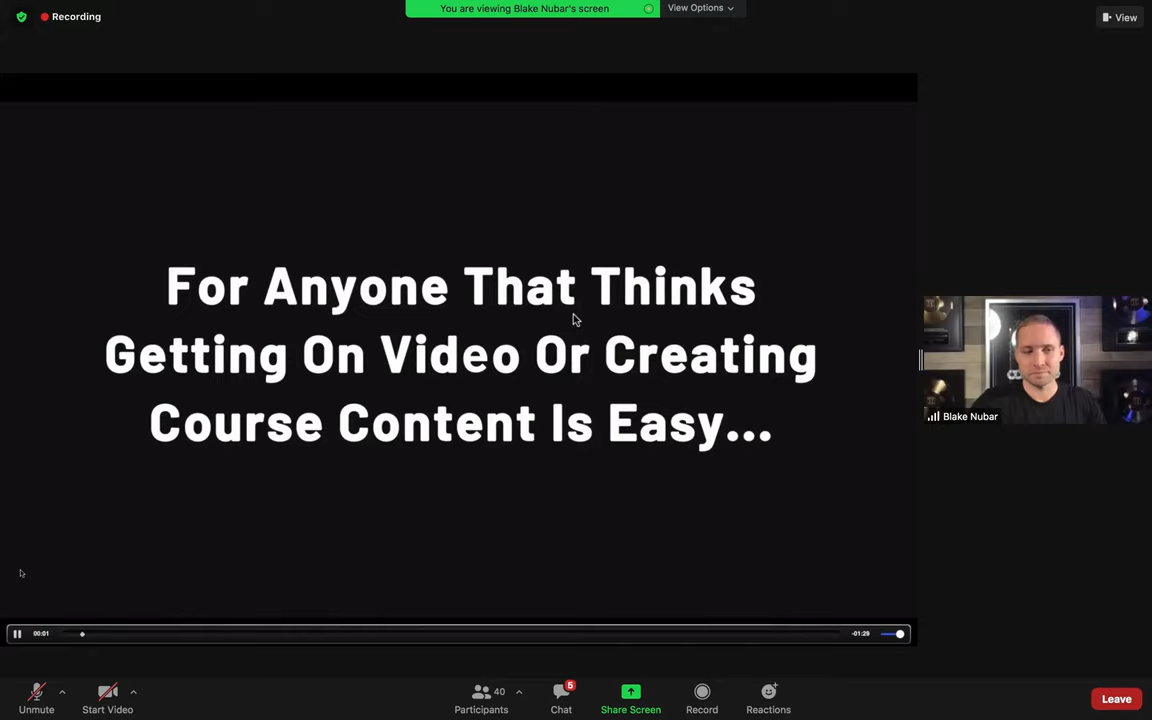 Recording
You are viewing Blake Nubar's screen
View Options
View
For Anyone That Thinks
Getting On Video Or Creating
Course Content Is Easy...
Blake Nubar
00:01
-01:29
Unmute
Start Video
40
Participants
5
Chat
Share Screen
Record
Reactions
Leave